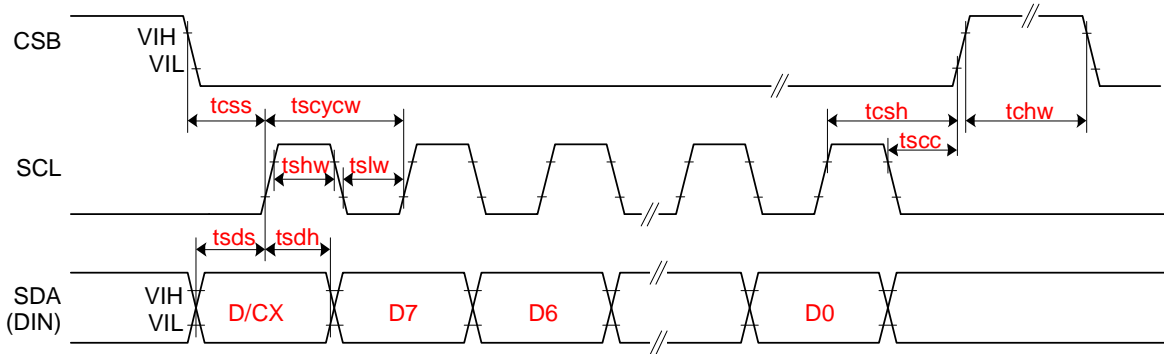 CSB
VIH
VIL
tcss
tscycw
tcsh
tchw
tscc
SCL
tshw
tslw
tsds
tsdh
SDA
(DIN)
VIH
VIL
D/CX
D7
D6
D0